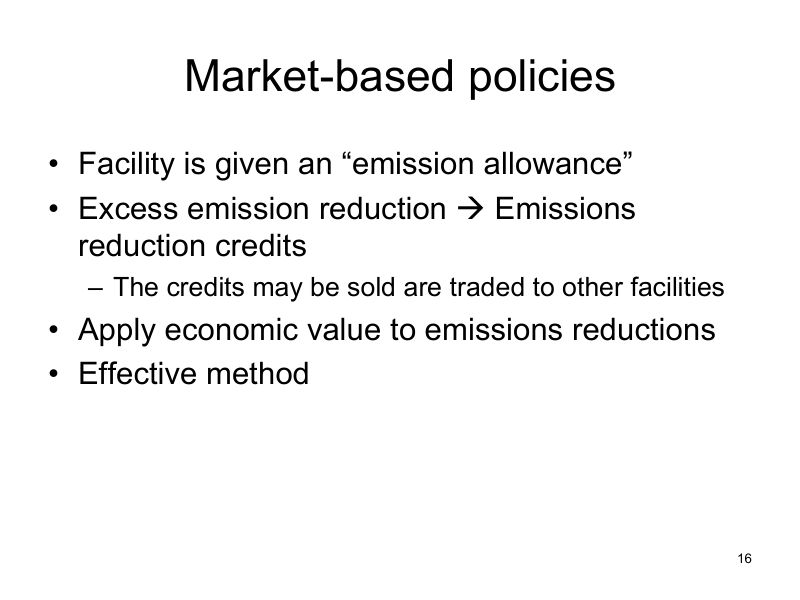 Market-based policies
• Facility is given an “emission allowance”
• Excess emission reduction → Emissions
reduction credits
– The credits may be sold are traded to other facilities
• Apply economic value to emissions reductions
• Effective method
16